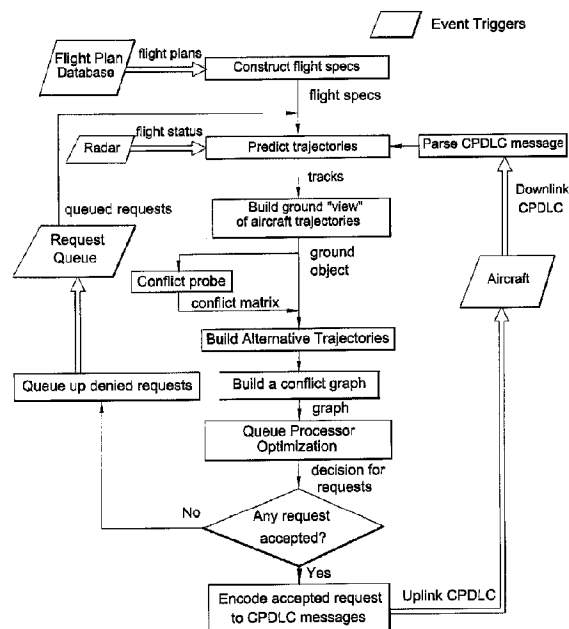 Event Triggers
Flight Plan
Database
flight plans
Construct flight specs
flight specs
Radar
flight status
Predict trajectories
Parse CPDLC message
tracks
Downlink
CPDLC
queued requests
Build ground "view"
of aircraft trajectories
Request
Queue
ground
object
Aircraft
Conflict probe
conflict matrix
Build Alternative Trajectories
Queue up denied requests
Build a conflict graph
graph
Queue Processor
Optimization
decision for
requests
No
Any request
accepted?
Yes
Encode accepted request
to CPDLC messages
Uplink CPDLC